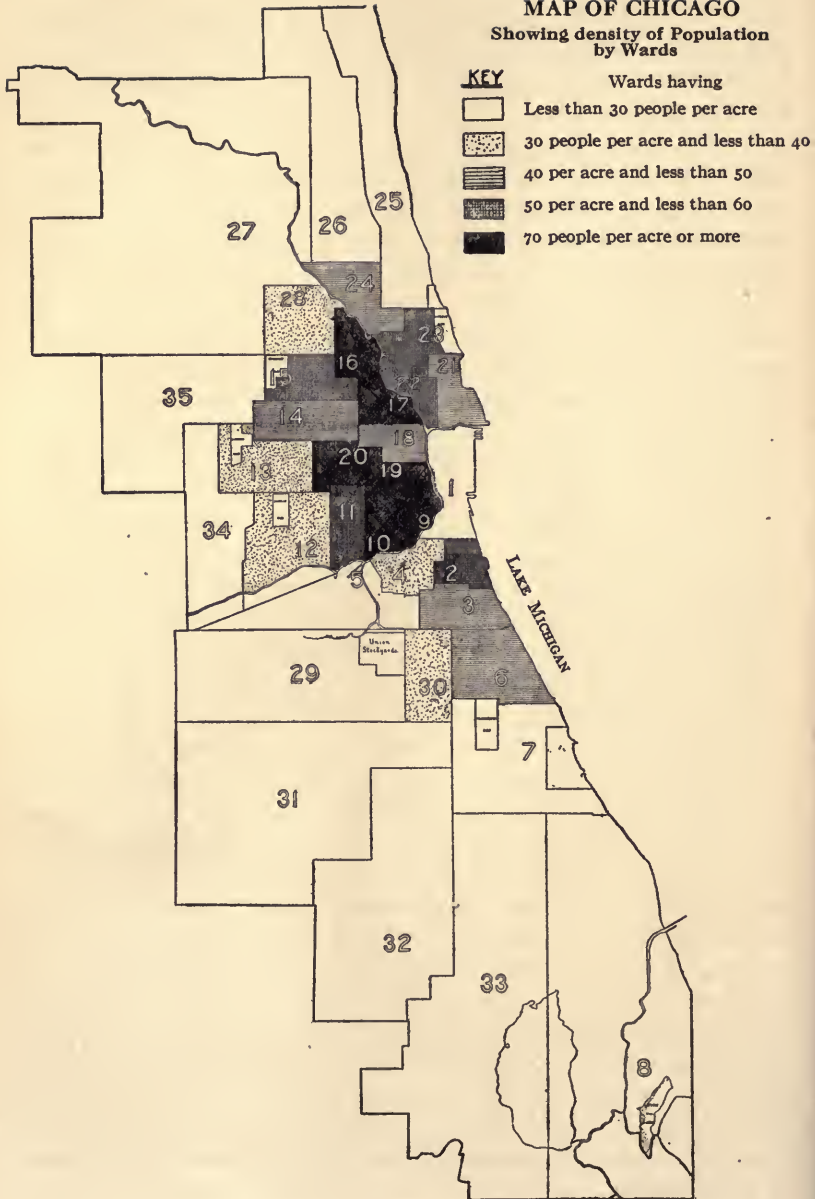 MAP OF CHICAGO
Showing density of Population
by Wards
KEY
Wards having
Less than 30 people per acre
30 people per acre and less than 40
40 per acre and less than 50
50 per acre and less than 60
70 people per acre or more
25
26
27
24
28
23
16
21
15
22
35
17
14
18
20
13
19
1
11
9
34
10
12
4
2
5
3
LAKE MICHIGAN
Union
Stockyards
29
30
6
7
31
32
33
8